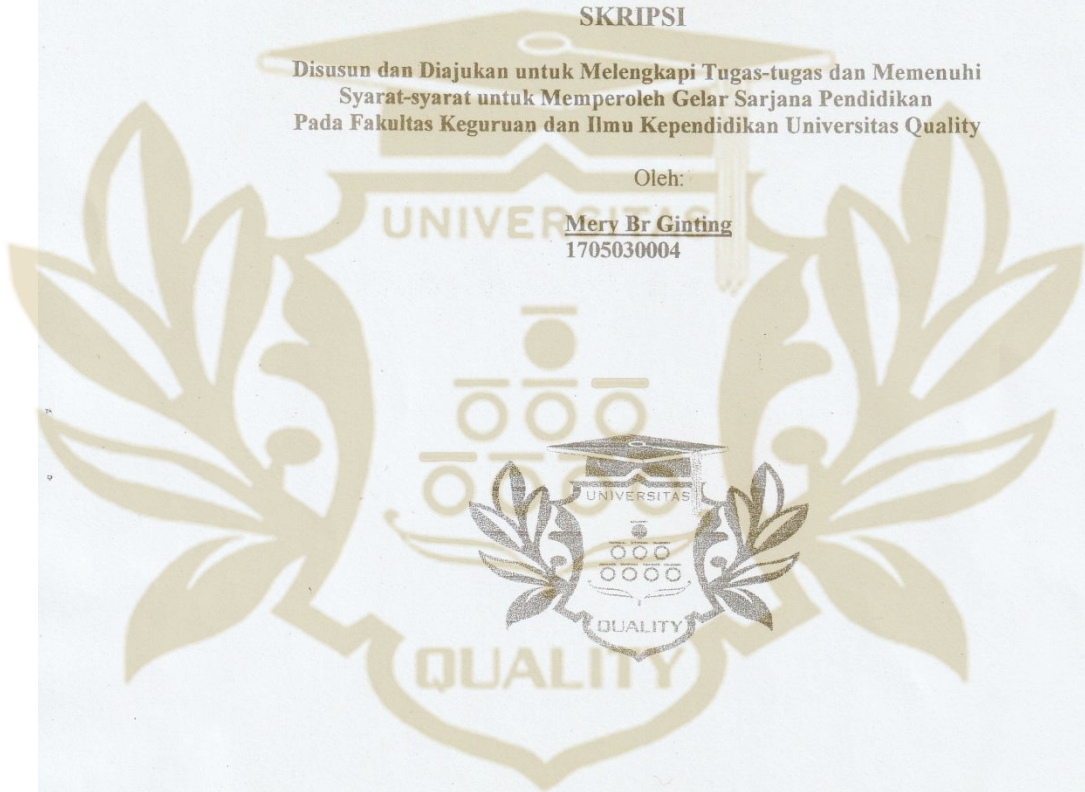 SKRIPSI
Disusun dan Diajukan untuk Melengkapi Tugas-tugas dan Memenuhi
Syarat-syarat untuk Memperoleh Gelar Sarjana Pendidikan
Pada Fakultas Keguruan dan Ilmu Kependidikan Universitas Quality
Oleh:
Mery Br Ginting
1705030004
UNIVERSITAS
UNIVERSITAS
QUALITY
QUALITY